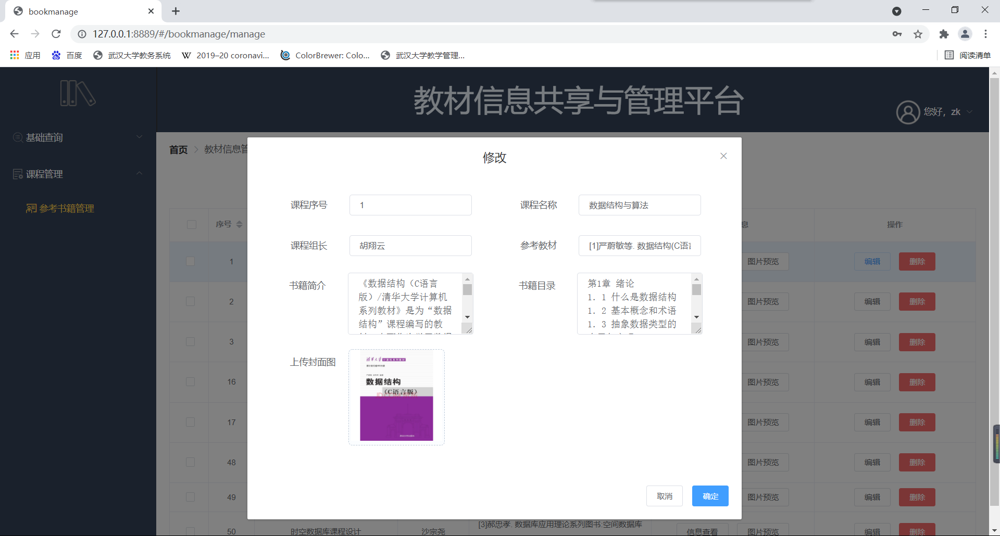 bookmanage
127.0.0.1:8889/#/bookmanage/manage
应用
百度
武汉大学教务系统
W
2019–20 coronavi...
ColorBrewer: Colo...
武汉大学教学管理...
阅读清单
教材信息共享与管理平台
您好，zk
基础查询
课程管理
参考书籍管理
首页
教材信息管
修改
课程序号
1
课程名称
数据结构与算法
课程组长
胡翔云
参考教材
[1]严蔚敏等. 数据结构(C语言
书籍简介
《数据结构（C语言
版）/清华大学计算机
系列教材》是为“数据
结构”课程编写的教
书籍目录
第1章 绪论
1. 1 什么是数据结构
1. 2 基本概念和术语
1. 3 抽象数据类型的
上传封面图
清华大学
计算机系列教材
数据结构
（C语言版）
取消
确定
序号
息
操作
1
图片预览
编辑
删除
2
图片预览
编辑
删除
3
图片预览
编辑
删除
16
图片预览
编辑
删除
17
图片预览
编辑
删除
48
图片预览
编辑
删除
49
图片预览
编辑
删除
50
时空数据库课程设计
沙宗尧
[3]郝忠孝. 数据库应用理论系列图书:空间数据库
信息查看
图片预览
编辑
删除